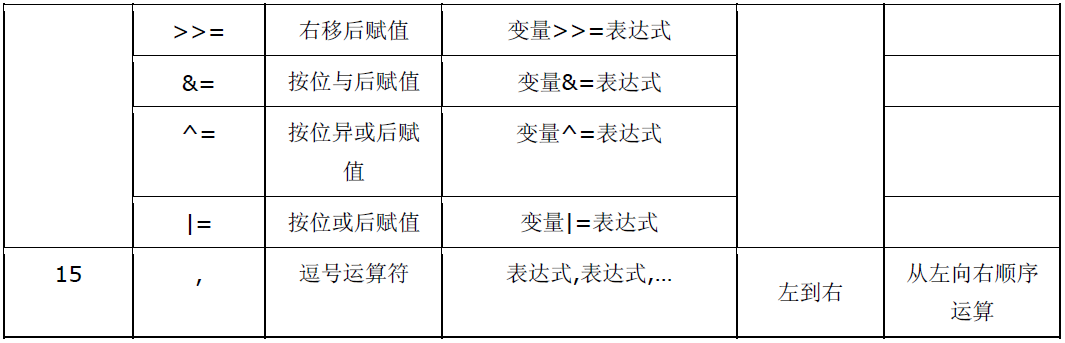 >>= 右移后赋值 变量>>=表达式
&= 按位与后赋值 变量&=表达式
^= 按位异或后赋 变量^=表达式
值
|= 按位或后赋值 变量|=表达式
15 , 逗号运算符 表达式,表达式,… 左到右 从左向右顺序
运算